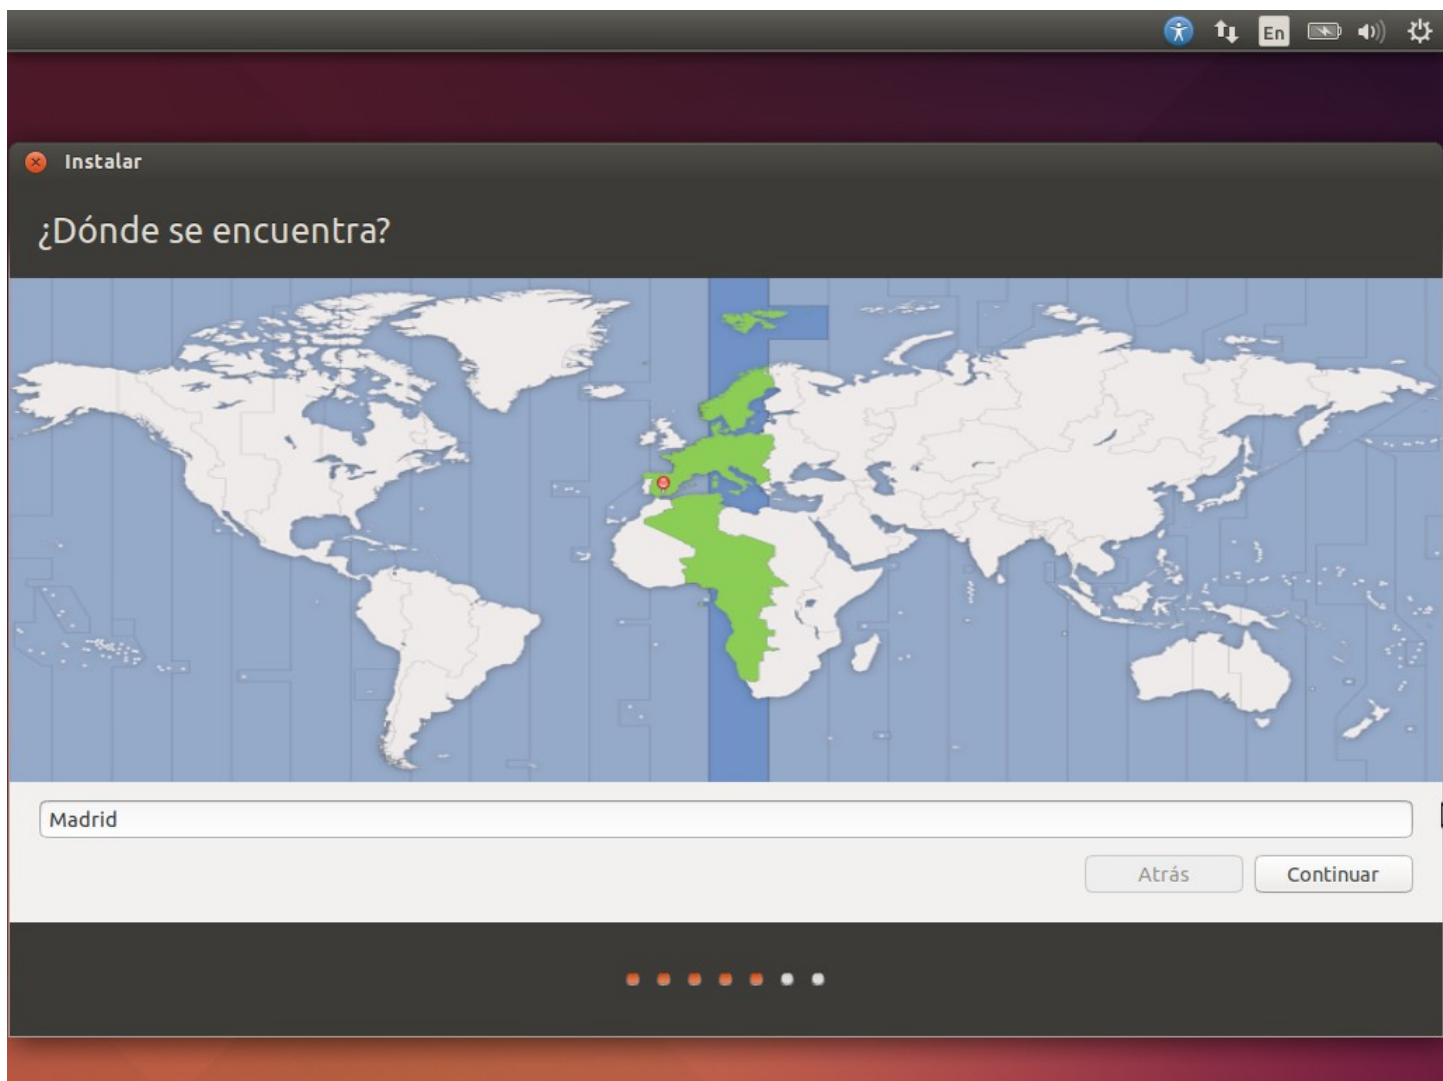 En
Instalar
¿Dónde se encuentra?
Madrid
Atrás Continuar